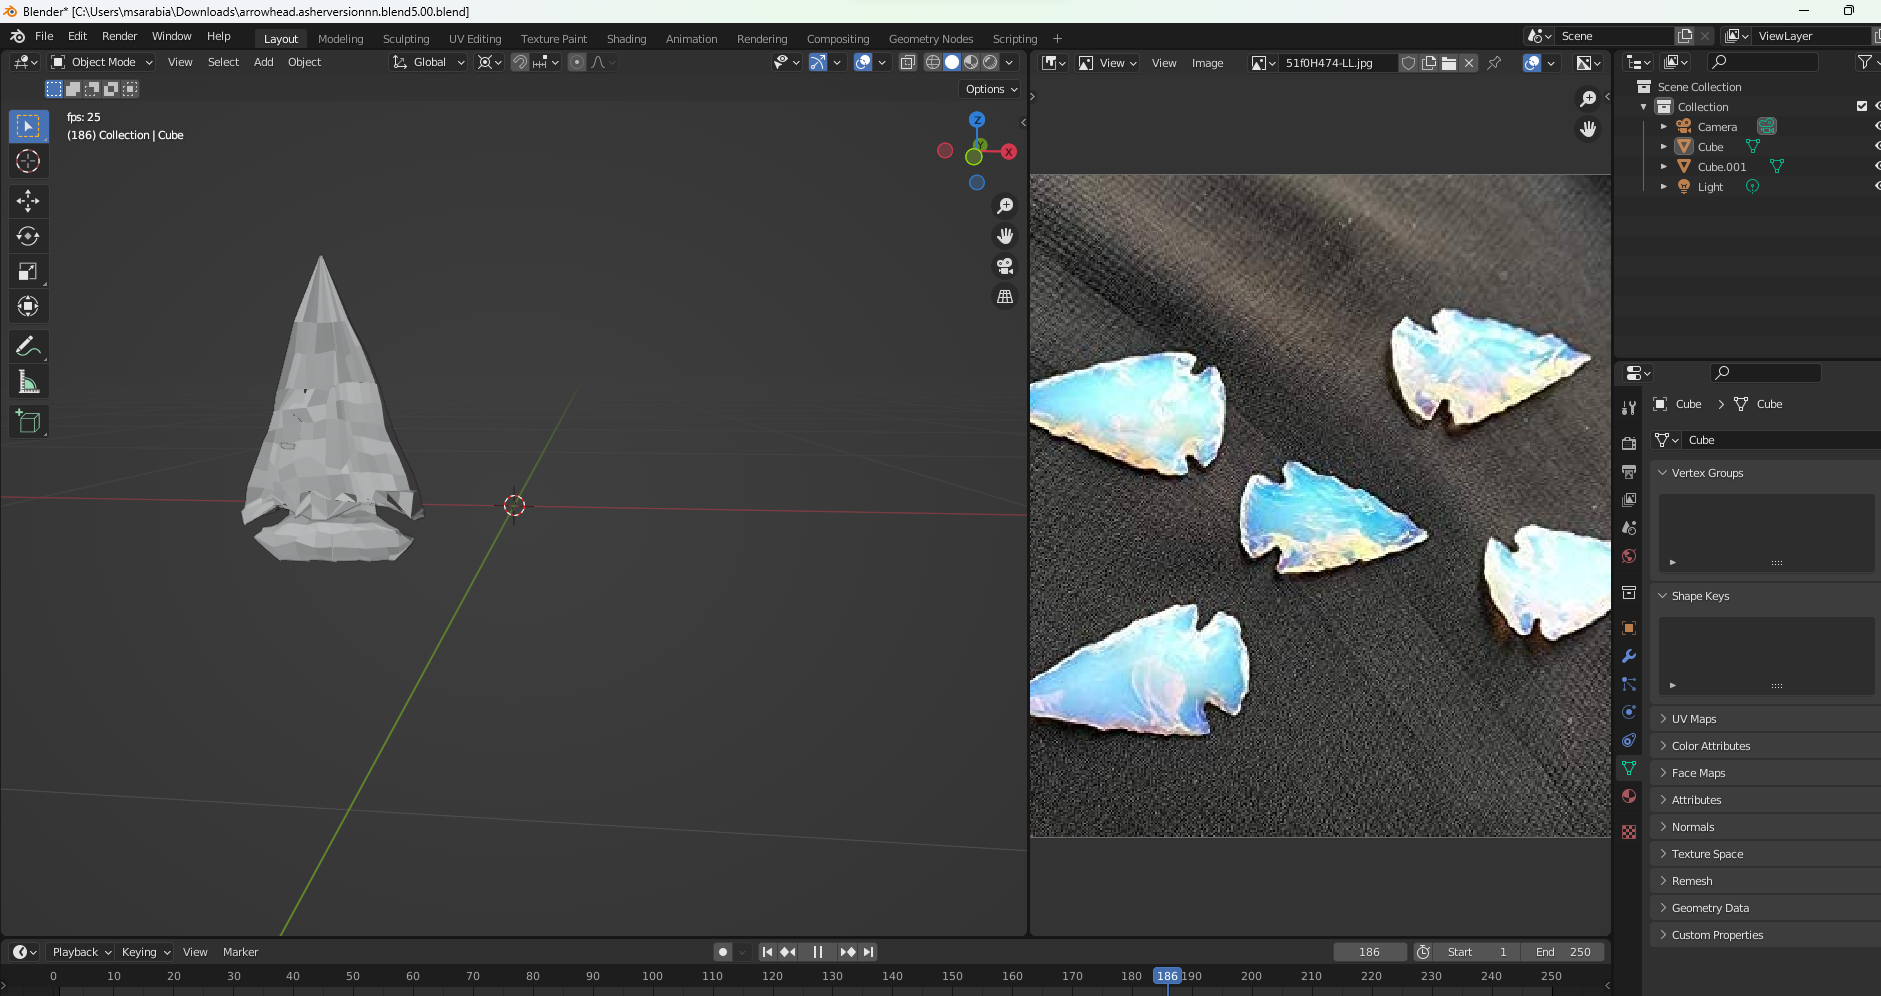 Blender* [C:\Users\msarabia\Downloads\arrowhead.asherversionnn.blend5.00.blend]
File Edit Render Window Help Layout Modeling Sculpting UV Editing Texture Paint Shading Animation Rendering Compositing Geometry Nodes Scripting + Scene ViewLayer
Object Mode View Select Add Object Global View View Image 51f0H474-LL.jpg
Options
fps: 25
(186) Collection | Cube
Z
Y
X
Scene Collection
Collection
Camera
Cube
Cube.001
Light
Cube > Cube
Cube
Vertex Groups
Shape Keys
UV Maps
Color Attributes
Face Maps
Attributes
Normals
Texture Space
Remesh
Geometry Data
Custom Properties
Playback Keying View Marker 186 Start 1 End 250
0 10 20 30 40 50 60 70 80 90 100 110 120 130 140 150 160 170 180 186 190 200 210 220 230 240 250